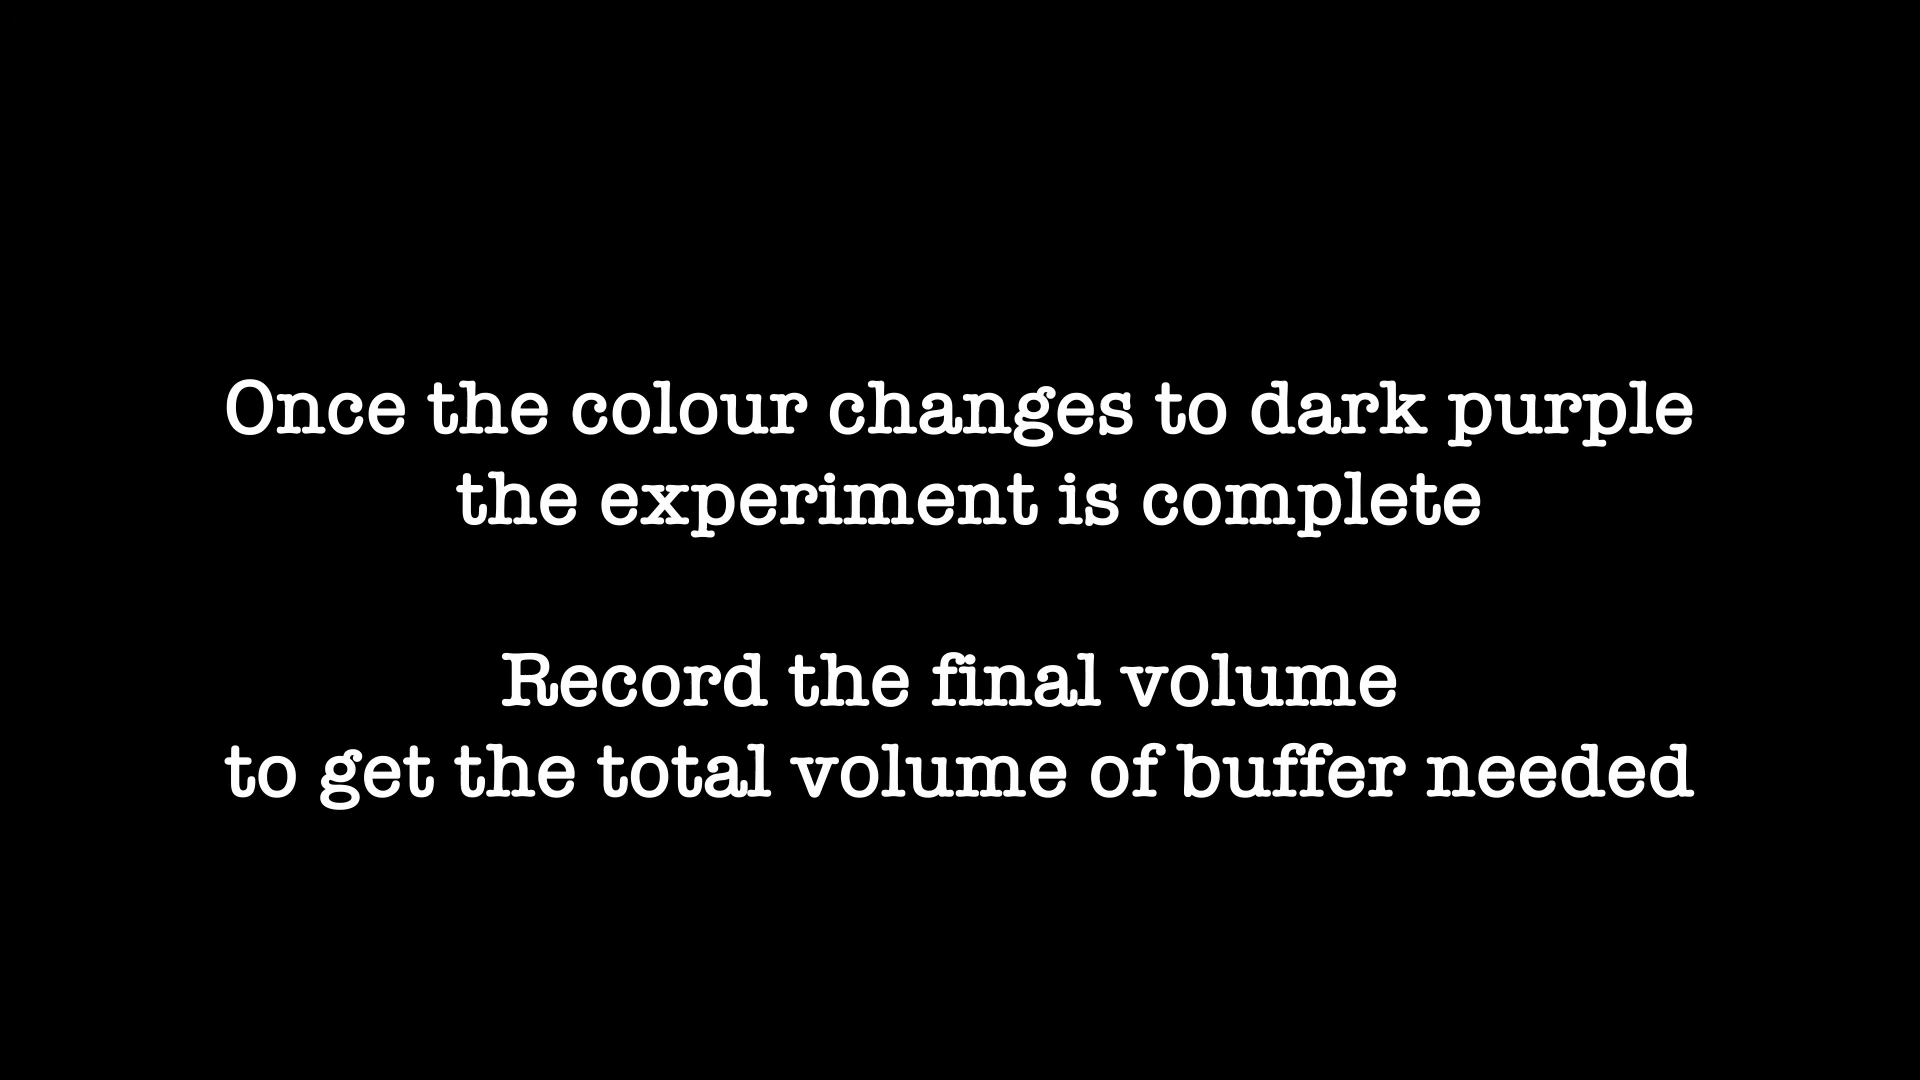 Once the colour changes to dark purple
the experiment is complete
Record the final volume
to get the total volume of buffer needed